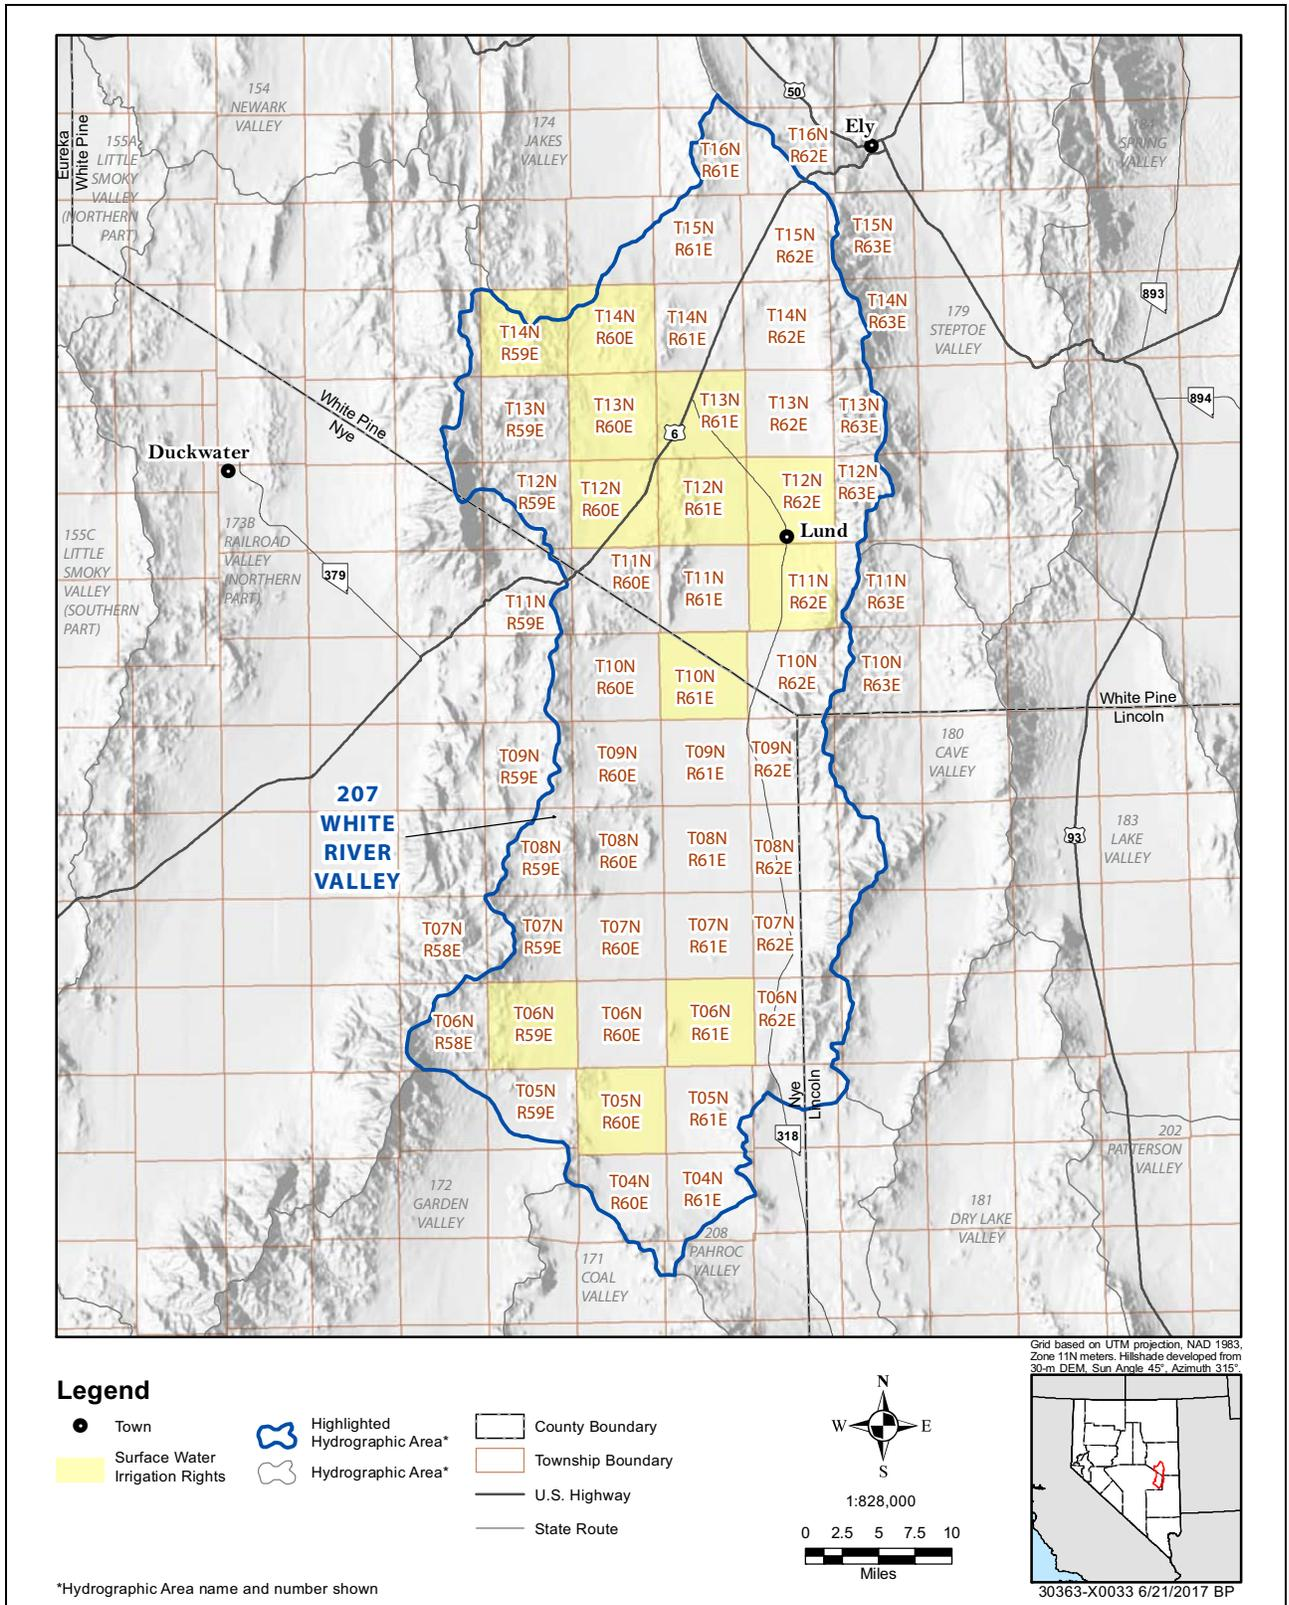 50
154
NEWARK
VALLEY
174
JAKES
VALLEY
Ely
T16N
R62E
T16N
R61E
184
SPRING
VALLEY
Eureka
White Pine
155A
LITTLE
SMOKY
VALLEY
(NORTHERN
PART)
T15N
R61E
T15N
R62E
T15N
R63E
893
T14N
R59E
T14N
R60E
T14N
R61E
T14N
R62E
T14N
R63E
179
STEPTOE
VALLEY
894
White Pine
Nye
T13N
R59E
T13N
R60E
T13N
R61E
T13N
R62E
T13N
R63E
6
Duckwater
T12N
R59E
T12N
R60E
T12N
R61E
T12N
R62E
T12N
R63E
Lund
155C
LITTLE
SMOKY
VALLEY
(SOUTHERN
PART)
173B
RAILROAD
VALLEY
(NORTHERN
PART)
379
T11N
R59E
T11N
R60E
T11N
R61E
T11N
R62E
T11N
R63E
T10N
R60E
T10N
R61E
T10N
R62E
T10N
R63E
White Pine
Lincoln
T09N
R59E
T09N
R60E
T09N
R61E
T09N
R62E
180
CAVE
VALLEY
207
WHITE
RIVER
VALLEY
T08N
R59E
T08N
R60E
T08N
R61E
T08N
R62E
93
183
LAKE
VALLEY
T07N
R58E
T07N
R59E
T07N
R60E
T07N
R61E
T07N
R62E
T06N
R58E
T06N
R59E
T06N
R60E
T06N
R61E
T06N
R62E
T05N
R59E
T05N
R60E
T05N
R61E
Nye
Lincoln
318
202
PATTERSON
VALLEY
T04N
R60E
T04N
R61E
172
GARDEN
VALLEY
181
DRY LAKE
VALLEY
171
COAL
VALLEY
208
PAHROC
VALLEY
Grid based on UTM projection, NAD 1983,
Zone 11N meters. Hillshade developed from
30-m DEM, Sun Angle 45°, Azimuth 315°.
Legend
Town
Surface Water
Irrigation Rights
Highlighted
Hydrographic Area*
Hydrographic Area*
County Boundary
Township Boundary
U.S. Highway
State Route
N
W
E
S
1:828,000
0 2.5 5 7.5 10
Miles
*Hydrographic Area name and number shown
30363-X0033 6/21/2017 BP